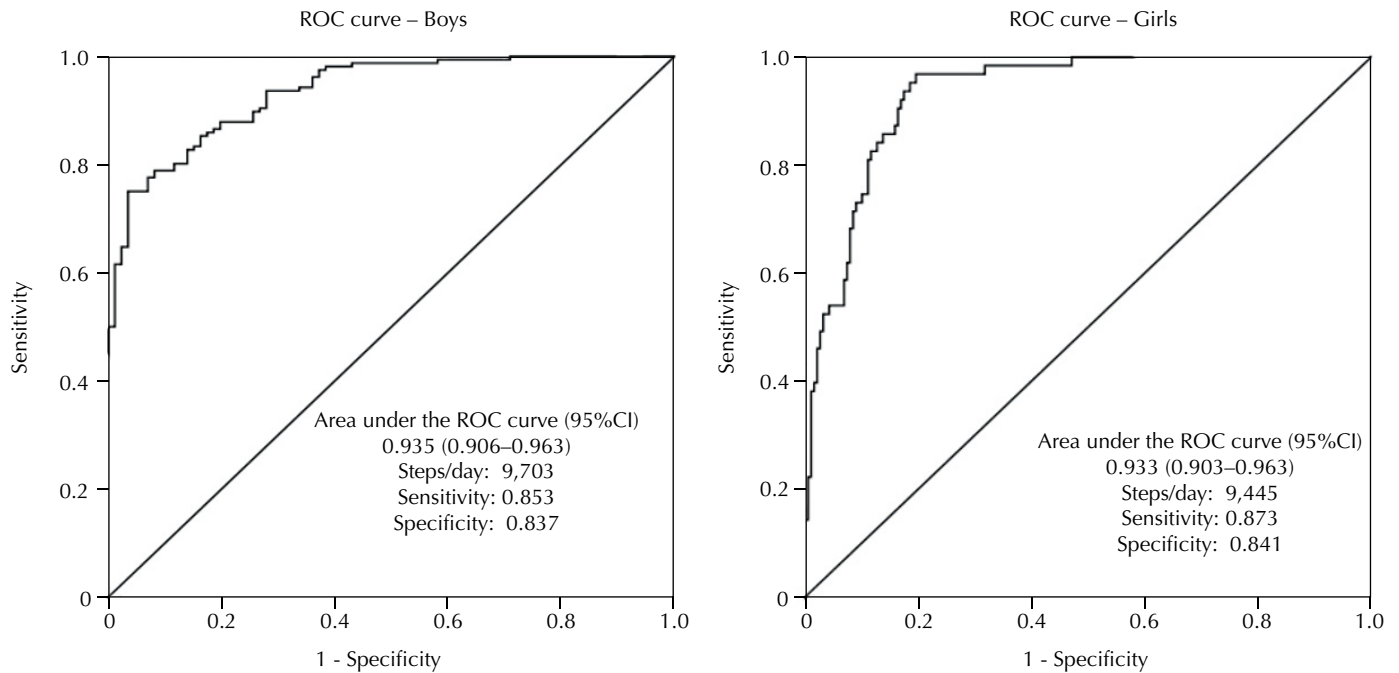 ROC curve – Boys
1.0
0.8
0.6
0.4
0.2
0
Sensitivity
Area under the ROC curve (95%CI)
0.935 (0.906–0.963)
Steps/day: 9,703
Sensitivity: 0.853
Specificity: 0.837
0 0.2 0.4 0.6 0.8 1.0
1 - Specificity
ROC curve – Girls
1.0
0.8
0.6
0.4
0.2
0
Sensitivity
Area under the ROC curve (95%CI)
0.933 (0.903–0.963)
Steps/day: 9,445
Sensitivity: 0.873
Specificity: 0.841
0 0.2 0.4 0.6 0.8 1.0
1 - Specificity